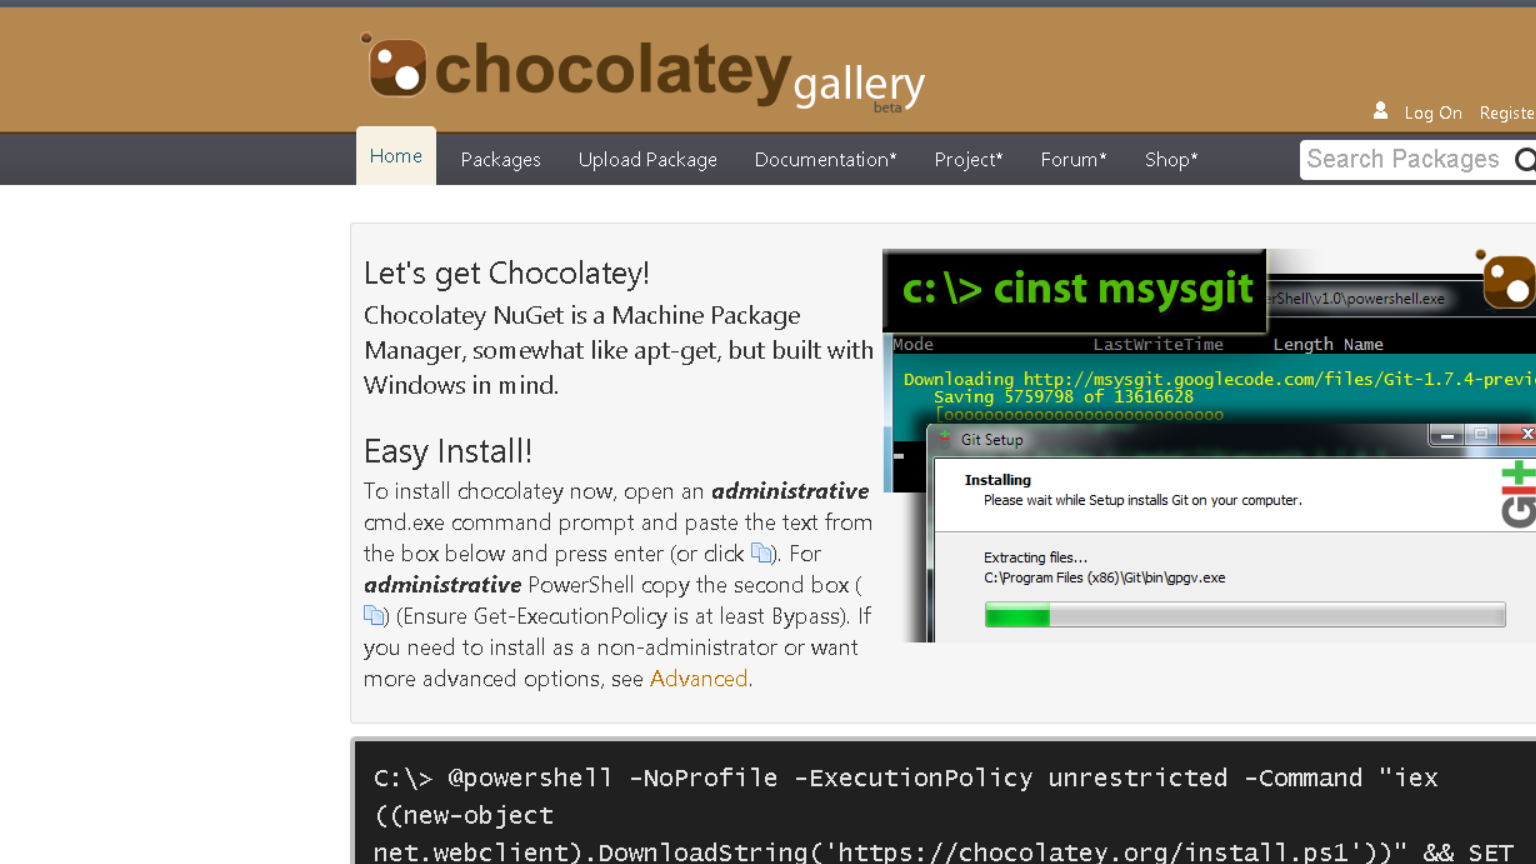 chocolatey gallery
beta
Log On Registe
Home Packages Upload Package Documentation* Project* Forum* Shop*
Search Packages
Let's get Chocolatey!
Chocolatey NuGet is a Machine Package
Manager, somewhat like apt-get, but built with
Windows in mind.
Easy Install!
To install chocolatey now, open an administrative
cmd.exe command prompt and paste the text from
the box below and press enter (or click ). For
administrative PowerShell copy the second box (
) (Ensure Get-ExecutionPolicy is at least Bypass). If
you need to install as a non-administrator or want
more advanced options, see Advanced.
c:\> cinst msysgit
erShell\v1.0\powershell.exe
Mode LastWriteTime Length Name
Downloading http://msysgit.googlecode.com/files/Git-1.7.4-previ
Saving 5759798 of 13616628
Git Setup
Installing
Please wait while Setup installs Git on your computer.
Git
Extracting files...
C:\Program Files (x86)\Git\bin\gpgv.exe
C:\> @powershell -NoProfile -ExecutionPolicy unrestricted -Command "iex
((new-object
net.webclient).DownloadString('https://chocolatey.org/install.ps1'))" && SET